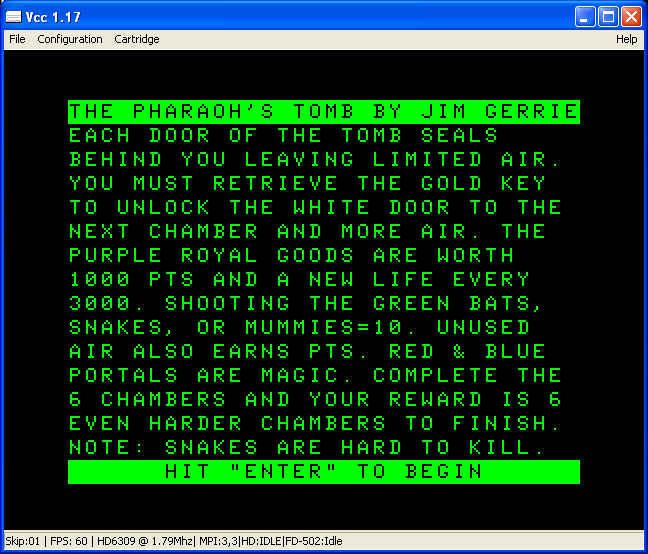 Vcc 1.17
File Configuration Cartridge Help
THE PHARAOH'S TOMB BY JIM GERRIE
EACH DOOR OF THE TOMB SEALS
BEHIND YOU LEAVING LIMITED AIR.
YOU MUST RETRIEVE THE GOLD KEY
TO UNLOCK THE WHITE DOOR TO THE
NEXT CHAMBER AND MORE AIR. THE
PURPLE ROYAL GOODS ARE WORTH
1000 PTS AND A NEW LIFE EVERY
3000. SHOOTING THE GREEN BATS,
SNAKES, OR MUMMIES=10. UNUSED
AIR ALSO EARNS PTS. RED & BLUE
PORTALS ARE MAGIC. COMPLETE THE
6 CHAMBERS AND YOUR REWARD IS 6
EVEN HARDER CHAMBERS TO FINISH.
NOTE: SNAKES ARE HARD TO KILL.
HIT "ENTER" TO BEGIN
Skip:01 | FPS: 60 | HD6309 @ 1.79Mhz| MPI:3,3|HD:IDLE|FD-502:Idle